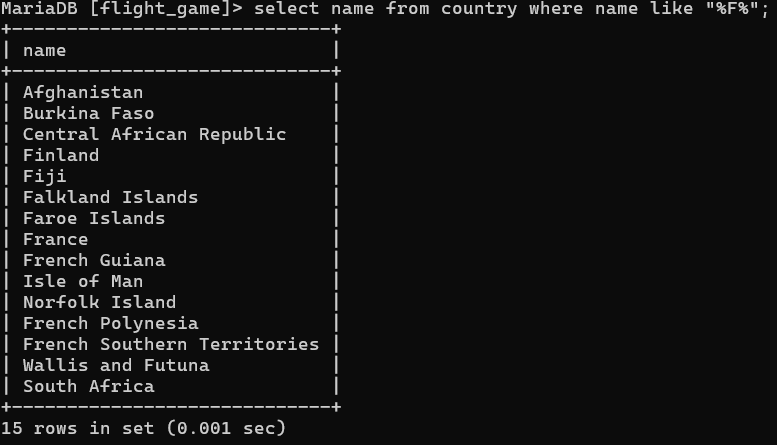 MariaDB [flight_game]> select name from country where name like "%F%";
+-----------------------------+
| name                        |
+-----------------------------+
| Afghanistan                 |
| Burkina Faso                |
| Central African Republic    |
| Finland                     |
| Fiji                        |
| Falkland Islands            |
| Faroe Islands               |
| France                      |
| French Guiana               |
| Isle of Man                 |
| Norfolk Island              |
| French Polynesia            |
| French Southern Territories |
| Wallis and Futuna           |
| South Africa                |
+-----------------------------+
15 rows in set (0.001 sec)